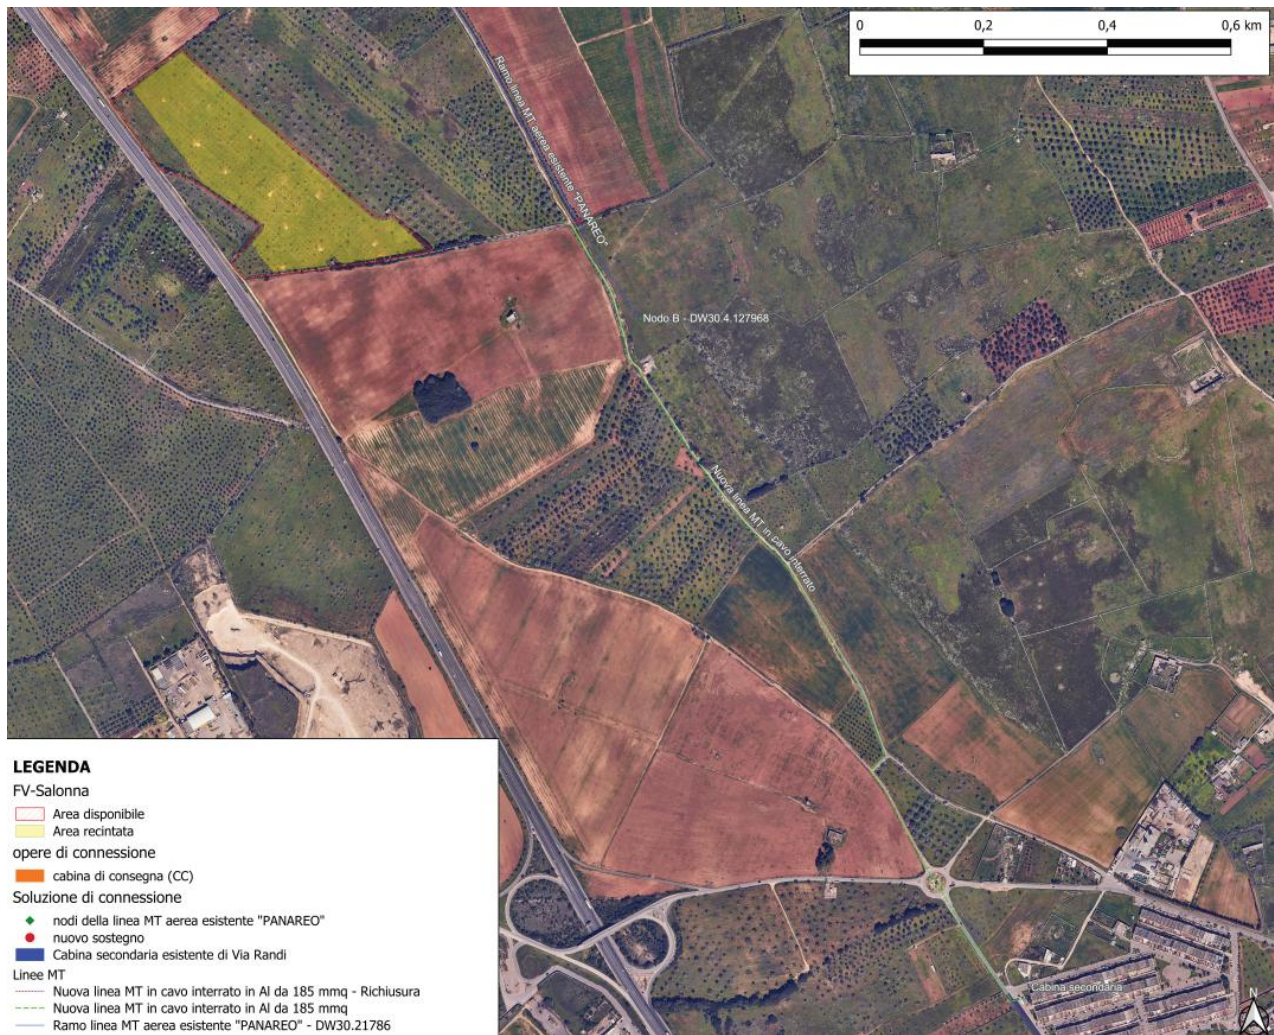 0 0,2 0,4 0,6 km
Ramo linea MT aerea esistente "PANAREO"
Nodo B - DW30.4.127968
Nuova linea MT in cavo interrato
Cabina secondaria
N
LEGENDA
FV-Salonna
Area disponibile
Area recintata
opere di connessione
cabina di consegna (CC)
Soluzione di connessione
nodi della linea MT aerea esistente "PANAREO"
nuovo sostegno
Cabina secondaria esistente di Via Randi
Linee MT
Nuova linea MT in cavo interrato in Al da 185 mmq - Richiusura
Nuova linea MT in cavo interrato in Al da 185 mmq
Ramo linea MT aerea esistente "PANAREO" - DW30.21786